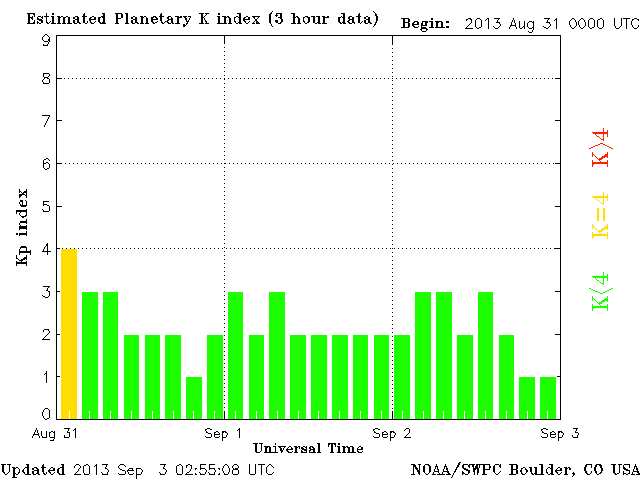 Estimated Planetary K index (3 hour data) Begin: 2013 Aug 31 0000 UTC
9
8
7
6
5
4
3
2
1
0
Kp index
K>4
K=4
K<4
Aug 31 Sep 1 Sep 2 Sep 3
Universal Time
Updated 2013 Sep 3 02:55:08 UTC NOAA/SWPC Boulder, CO USA